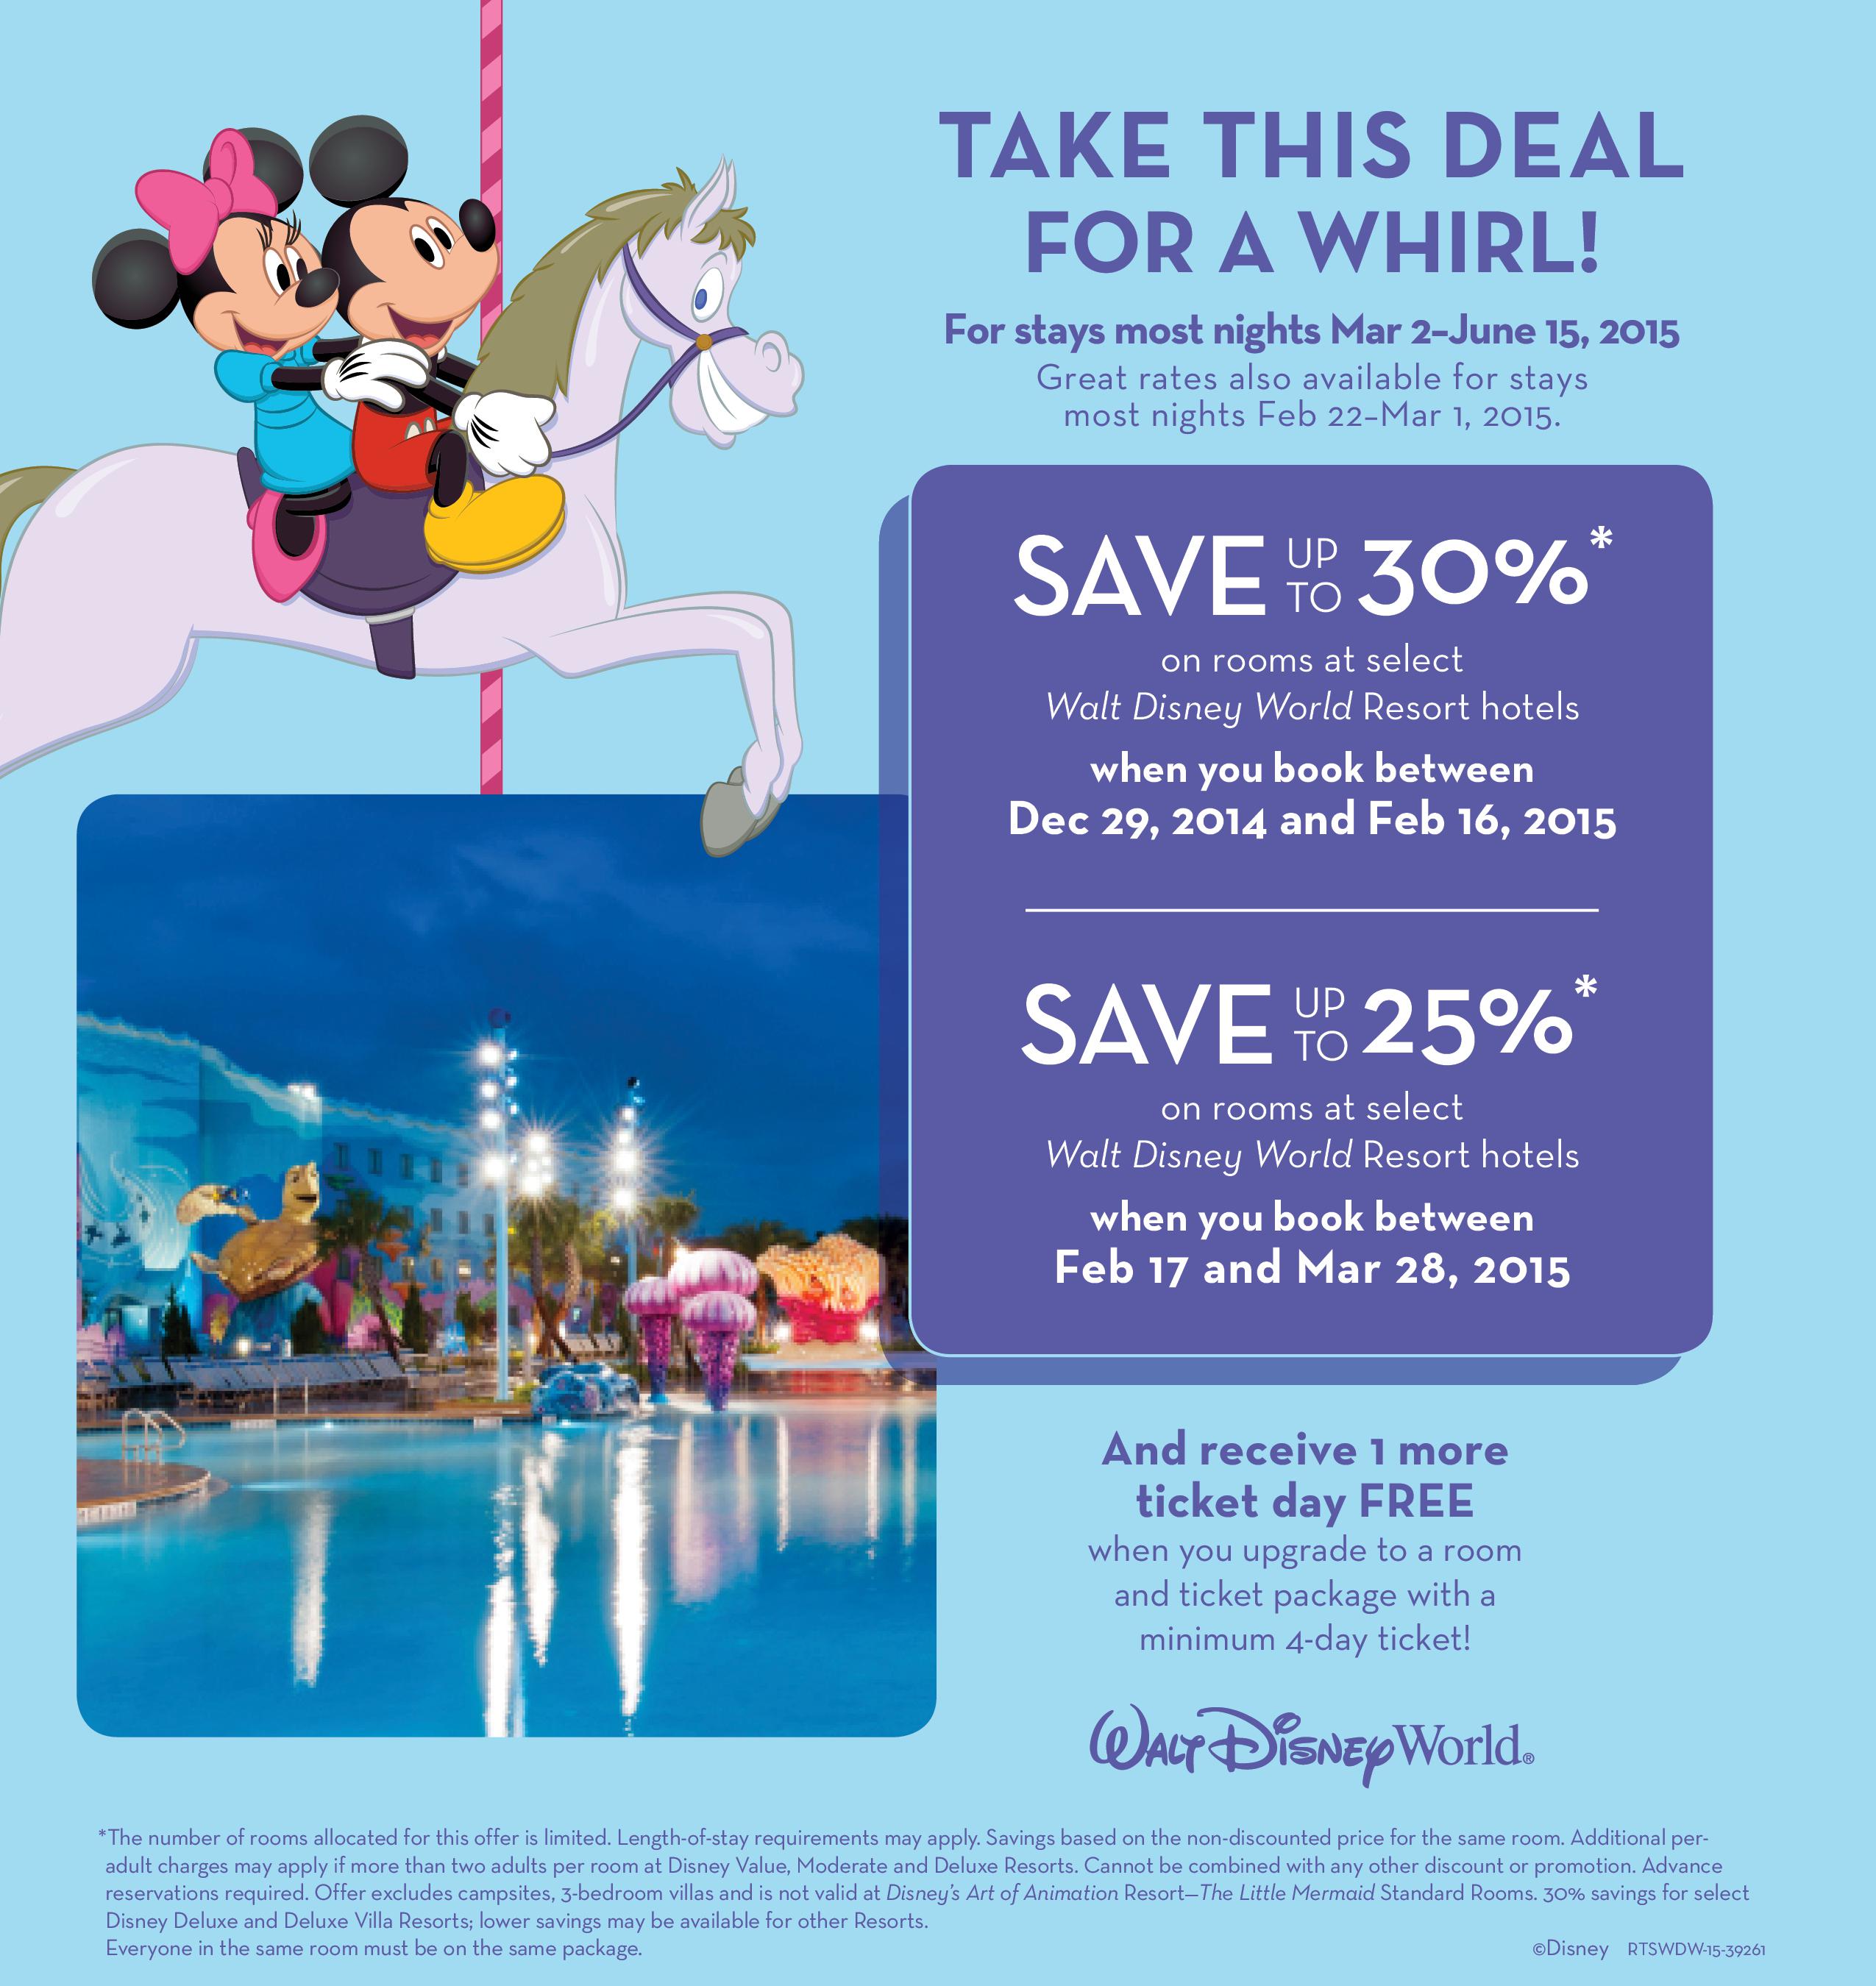 TAKE THIS DEAL
FOR A WHIRL!
For stays most nights Mar 2–June 15, 2015
Great rates also available for stays
most nights Feb 22–Mar 1, 2015.
SAVE UP TO 30%*
on rooms at select
Walt Disney World Resort hotels
when you book between
Dec 29, 2014 and Feb 16, 2015
SAVE UP TO 25%*
on rooms at select
Walt Disney World Resort hotels
when you book between
Feb 17 and Mar 28, 2015
And receive 1 more
ticket day FREE
when you upgrade to a room
and ticket package with a
minimum 4-day ticket!
Walt Disney World®
*The number of rooms allocated for this offer is limited. Length-of-stay requirements may apply. Savings based on the non-discounted price for the same room. Additional per-
adult charges may apply if more than two adults per room at Disney Value, Moderate and Deluxe Resorts. Cannot be combined with any other discount or promotion. Advance
reservations required. Offer excludes campsites, 3-bedroom villas and is not valid at Disney's Art of Animation Resort—The Little Mermaid Standard Rooms. 30% savings for select
Disney Deluxe and Deluxe Villa Resorts; lower savings may be available for other Resorts.
Everyone in the same room must be on the same package.
©Disney RTSWDW-15-39261